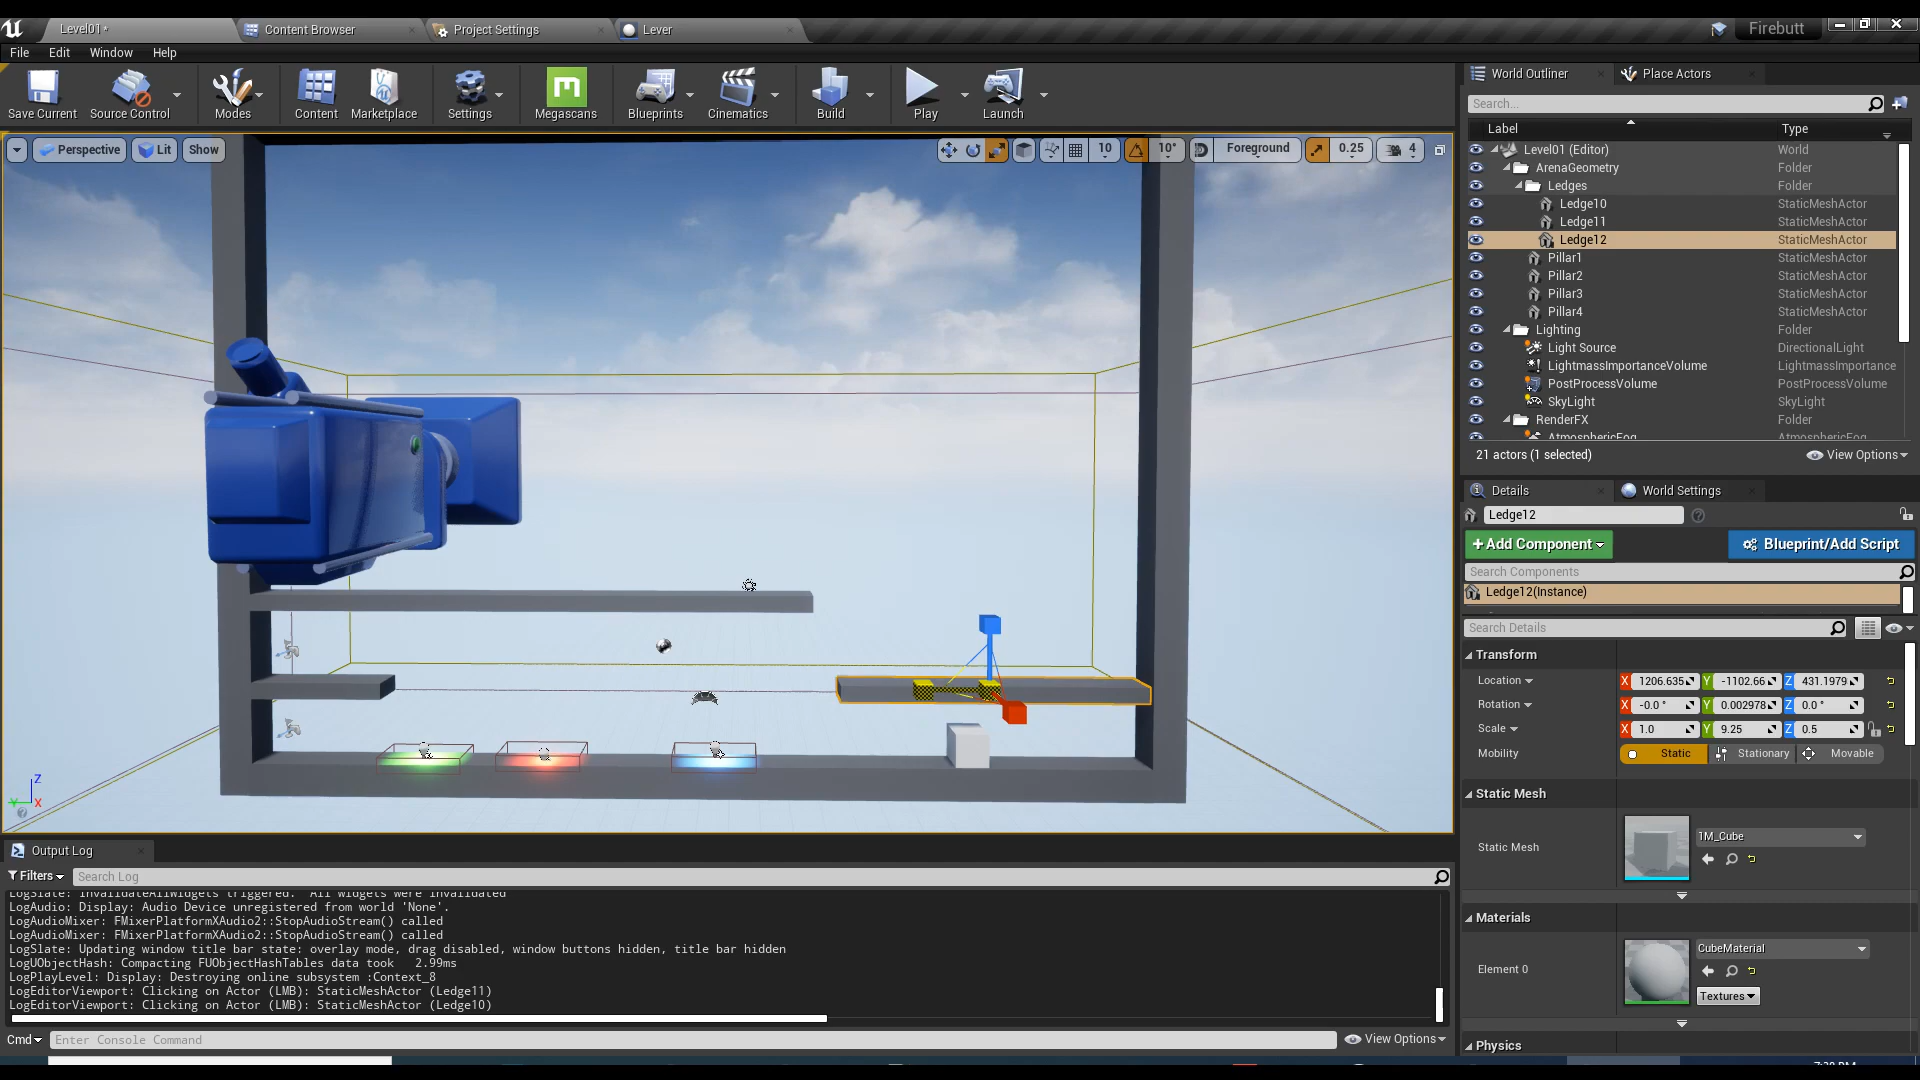 Level01*
Content Browser
Project Settings
Lever
Firebutt
File
Edit
Window
Help
Save Current
Source Control
Modes
Content
Marketplace
Settings
Megascans
Blueprints
Cinematics
Build
Play
Launch
Perspective
Lit
Show
10
10°
Foreground
0.25
4
World Outliner
Place Actors
Search...
Label
Type
Level01 (Editor)
World
ArenaGeometry
Folder
Ledges
Folder
Ledge10
StaticMeshActor
Ledge11
StaticMeshActor
Ledge12
StaticMeshActor
Pillar1
StaticMeshActor
Pillar2
StaticMeshActor
Pillar3
StaticMeshActor
Pillar4
StaticMeshActor
Lighting
Folder
Light Source
DirectionalLight
LightmassImportanceVolume
LightmassImportance
PostProcessVolume
PostProcessVolume
SkyLight
SkyLight
RenderFX
Folder
AtmosphericFog
AtmosphericFog
21 actors (1 selected)
View Options
Details
World Settings
Ledge12
+Add Component
Blueprint/Add Script
Search Components
Ledge12(Instance)
Search Details
Transform
Location
X 1206.635
Y -1102.66
Z 431.1979
Rotation
X -0.0 °
Y 0.002978
Z 0.0 °
Scale
X 1.0
Y 9.25
Z 0.5
Mobility
Static
Stationary
Movable
Static Mesh
Static Mesh
1M_Cube
Materials
Element 0
CubeMaterial
Textures
Physics
Z
Y
X
Output Log
Filters
Search Log
LogSlate: InvalidateAllWidgets triggered.  All widgets were invalidated
LogAudioMixer: Display: Audio Device unregistered from world 'None'.
LogAudioMixer: FMixerPlatformXAudio2::StopAudioStream() called
LogAudioMixer: FMixerPlatformXAudio2::StopAudioStream() called
LogSlate: Updating window title bar state: overlay mode, drag disabled, window buttons hidden, title bar hidden
LogUObjectHash: Compacting FUObjectHashTables data took   2.99ms
LogPlayLevel: Display: Destroying online subsystem :Context_8
LogEditorViewport: Clicking on Actor (LMB): StaticMeshActor (Ledge11)
LogEditorViewport: Clicking on Actor (LMB): StaticMeshActor (Ledge10)
Cmd
Enter Console Command
View Options